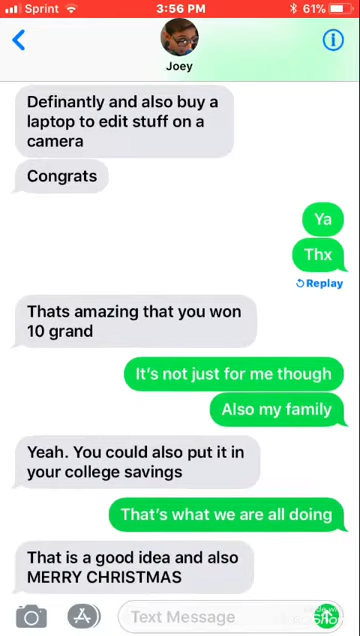 Sprint 3:56 PM 61%
Joey
Definantly and also buy a
laptop to edit stuff on a
camera
Congrats
Ya
Thx
Replay
Thats amazing that you won
10 grand
It's not just for me though
Also my family
Yeah. You could also put it in
your college savings
That's what we are all doing
That is a good idea and also
MERRY CHRISTMAS
Text Message